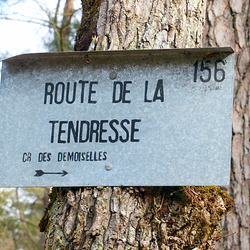 156
ROUTE DE LA
TENDRESSE
CR DES DEMOISELLES